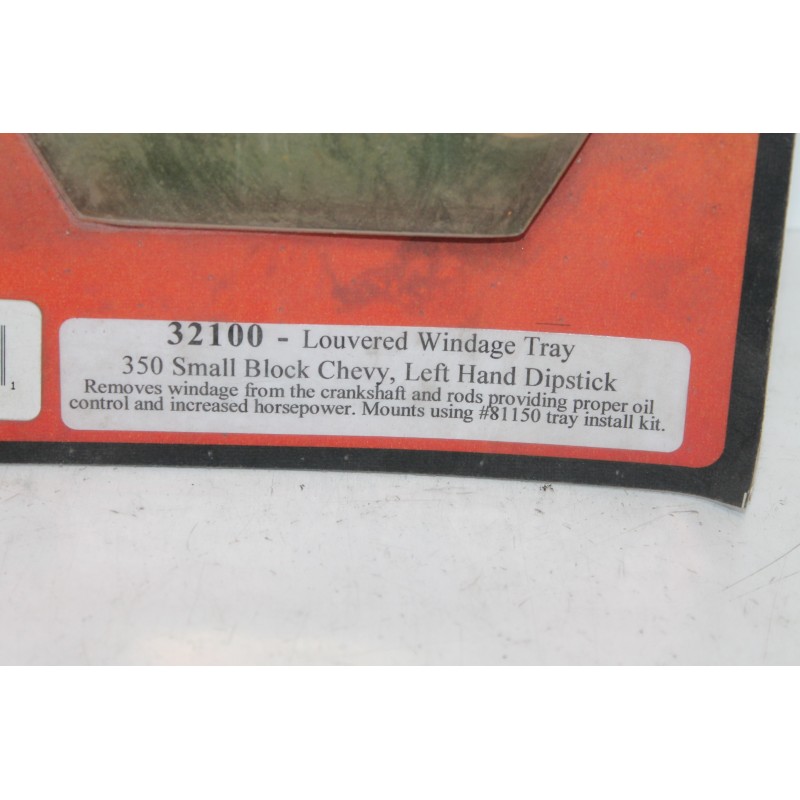 32100 - Louvered Windage Tray
350 Small Block Chevy, Left Hand Dipstick
Removes windage from the crankshaft and rods providing proper oil
control and increased horsepower. Mounts using #81150 tray install kit.
1